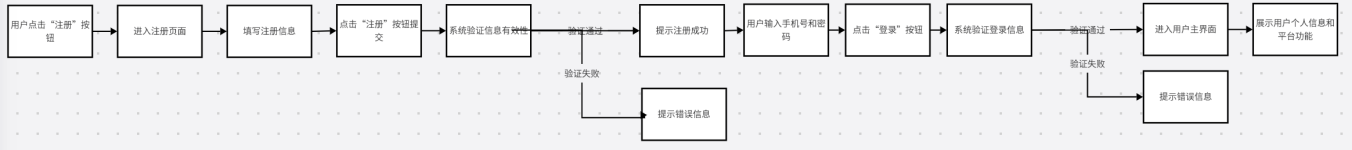 用户点击“注册”按
钮
进入注册页面
填写注册信息
点击“注册”按钮提
交
系统验证信息有效性
验证通过
验证失败
提示注册成功
提示错误信息
用户输入手机号和密
码
点击“登录”按钮
系统验证登录信息
验证通过
验证失败
进入用户主界面
提示错误信息
展示用户个人信息和
平台功能